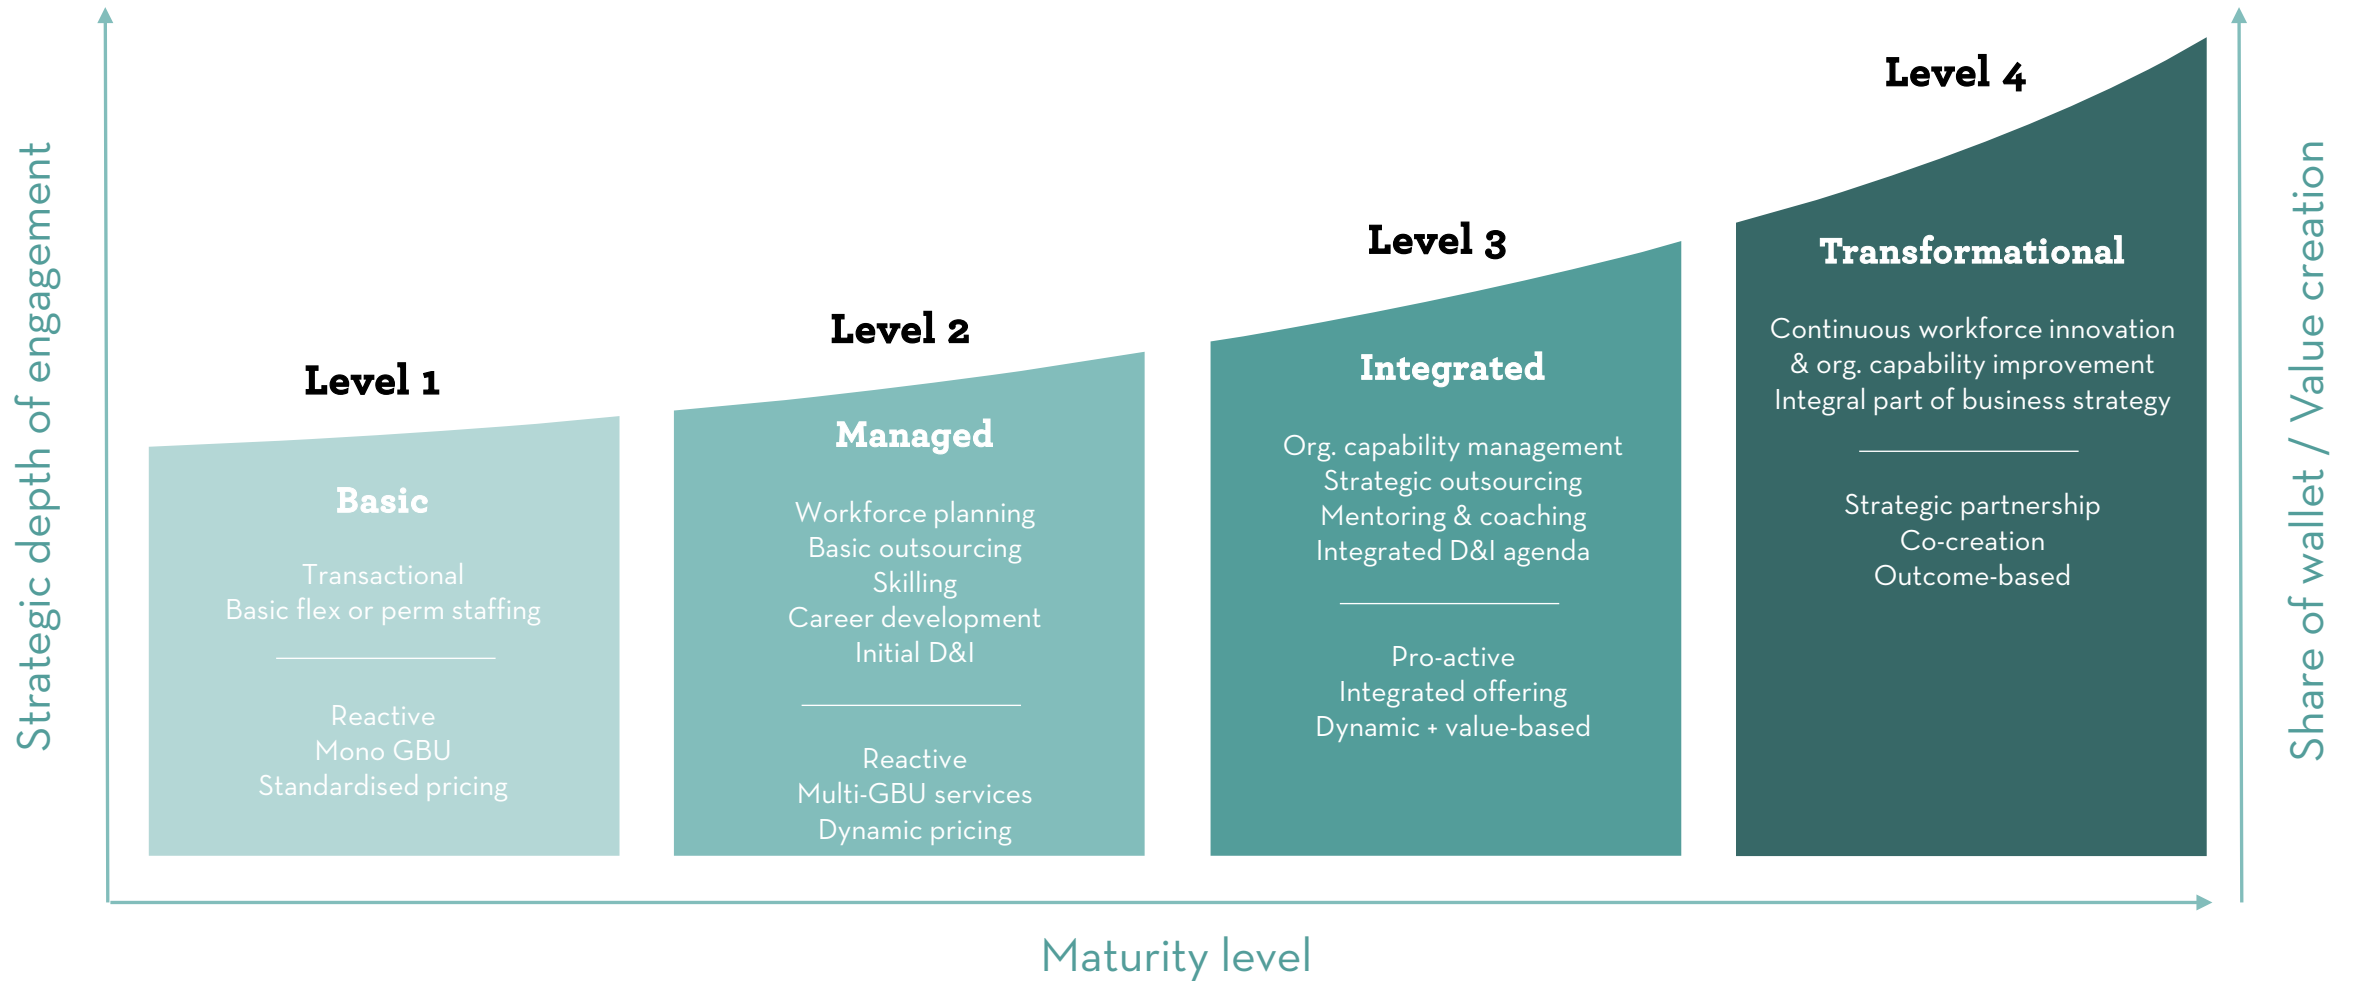 Strategic depth of engagement
Level 1
Basic
Transactional
Basic flex or perm staffing
Reactive
Mono GBU
Standardised pricing
Level 2
Managed
Workforce planning
Basic outsourcing
Skilling
Career development
Initial D&I
Reactive
Multi-GBU services
Dynamic pricing
Level 3
Integrated
Org. capability management
Strategic outsourcing
Mentoring & coaching
Integrated D&I agenda
Pro-active
Integrated offering
Dynamic + value-based
Level 4
Transformational
Continuous workforce innovation
& org. capability improvement
Integral part of business strategy
Strategic partnership
Co-creation
Outcome-based
Share of wallet / Value creation
Maturity level